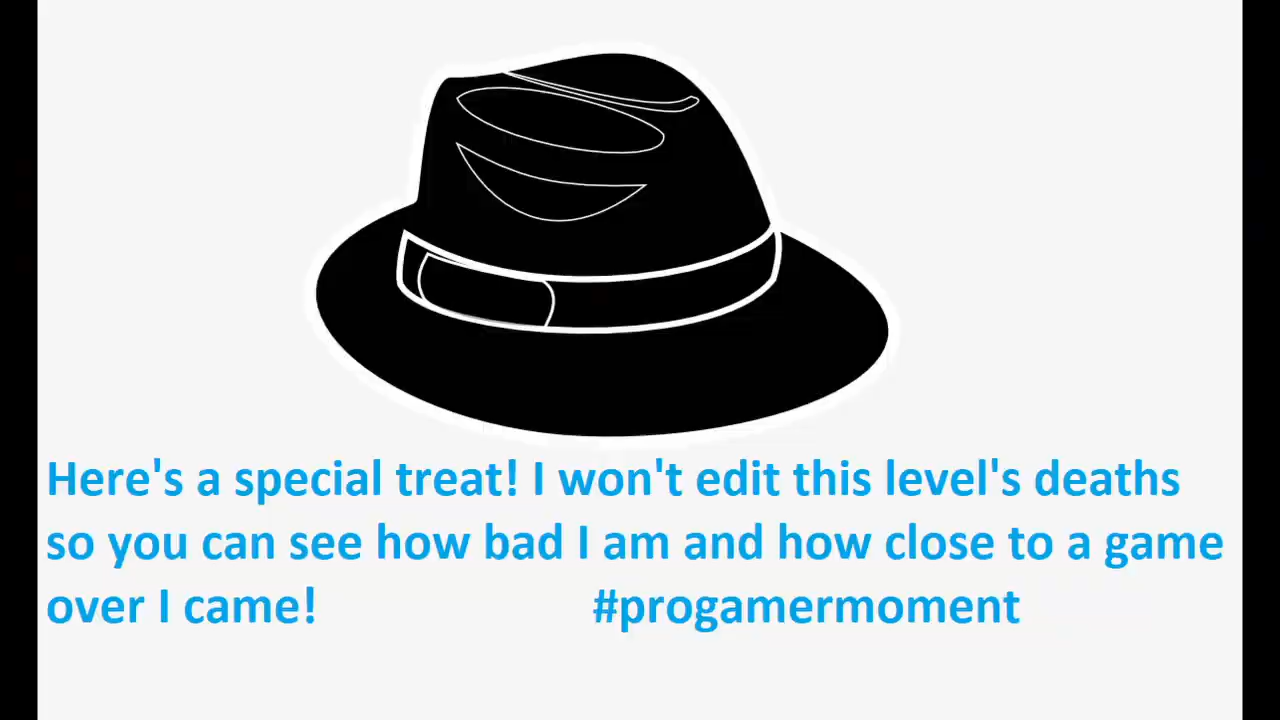 Here's a special treat! I won't edit this level's deaths
so you can see how bad I am and how close to a game
over I came! #progamermoment